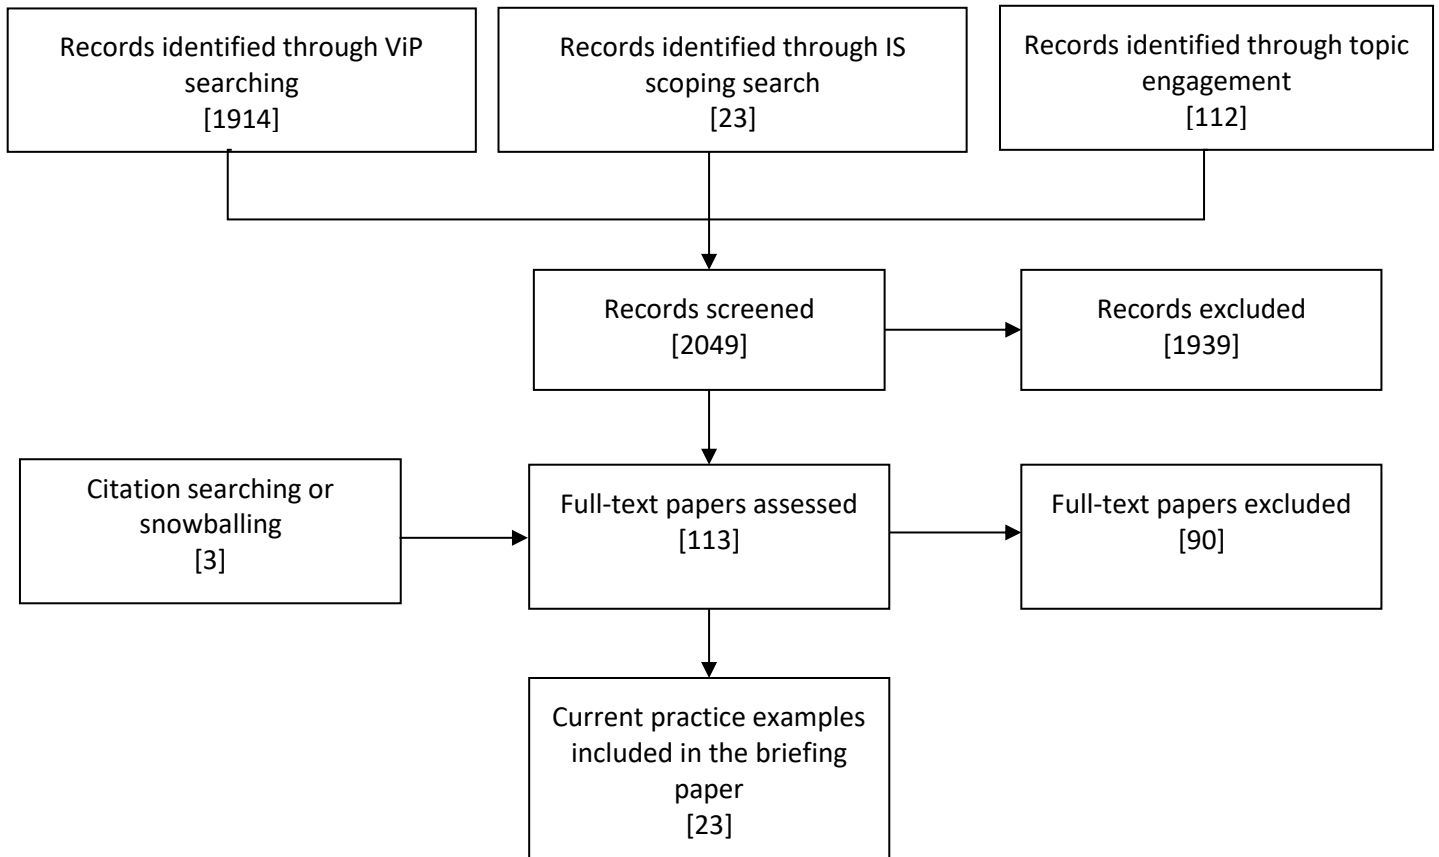 Records identified through ViP
searching
[1914]
Records identified through IS
scoping search
[23]
Records identified through topic
engagement
[112]
Records screened
[2049]
Records excluded
[1939]
Citation searching or
snowballing
[3]
Full-text papers assessed
[113]
Full-text papers excluded
[90]
Current practice examples
included in the briefing
paper
[23]